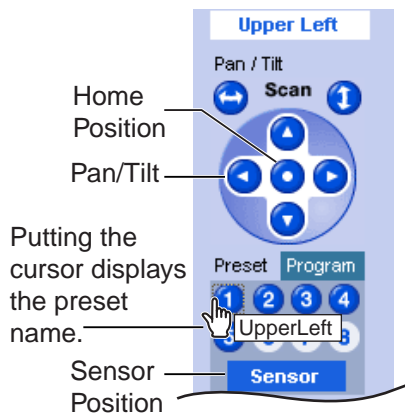 Upper Left
Pan / Tilt
Scan
Home
Position
Pan/Tilt
Putting the
cursor displays
the preset
name.
Preset Program
1 2 3 4
UpperLeft
8
Sensor
Sensor
Position